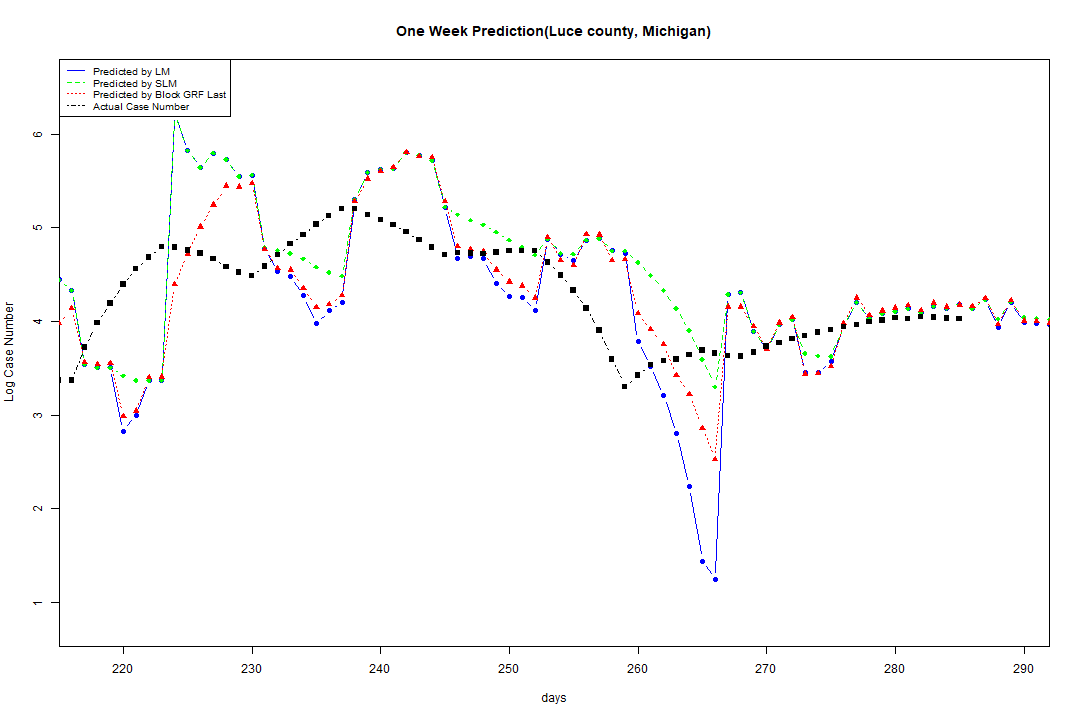 One Week Prediction(Luce county, Michigan)
Predicted by LM
Predicted by SLM
Predicted by Block GRF Last
Actual Case Number
6
5
4
3
2
1
Log Case Number
220 230 240 250 260 270 280 290
days